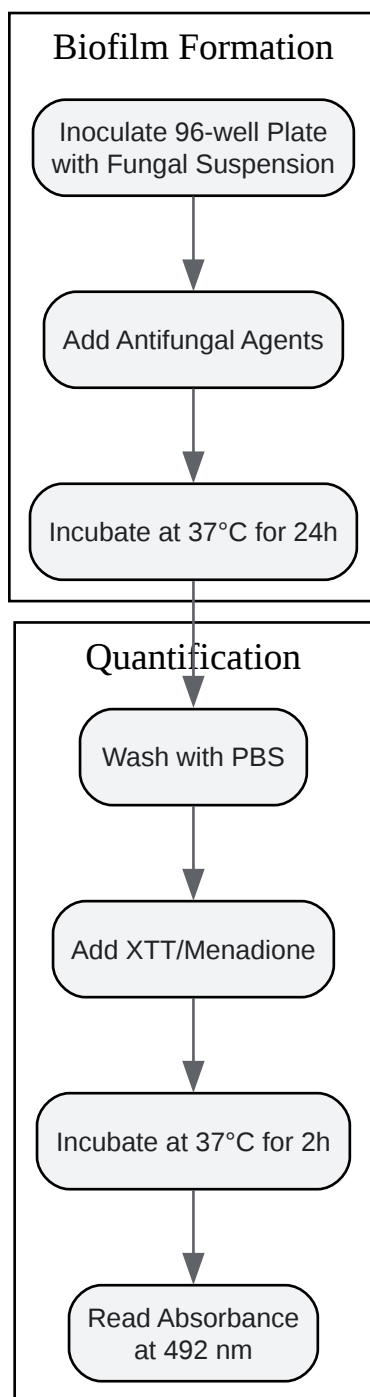 Biofilm Formation
Inoculate 96-well Plate
with Fungal Suspension
Add Antifungal Agents
Incubate at 37°C for 24h
Quantification
Wash with PBS
Add XTT/Menadione
Incubate at 37°C for 2h
Read Absorbance
at 492 nm